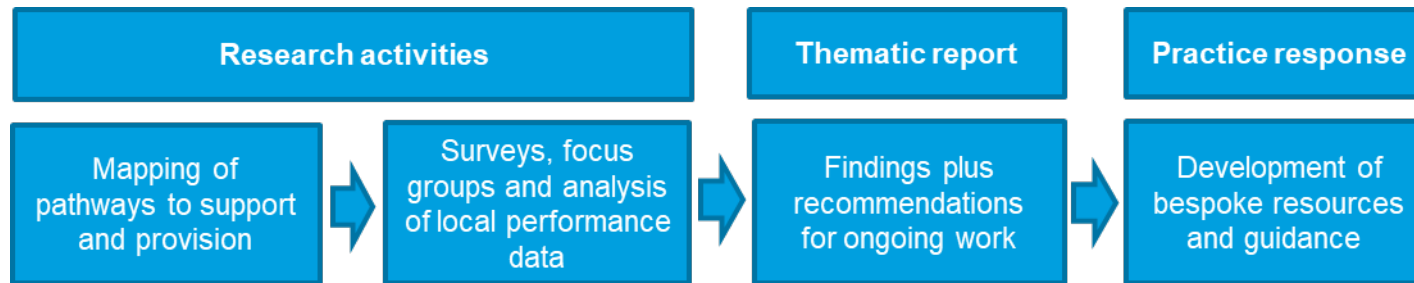 Research activities
Thematic report
Practice response
Mapping of
pathways to support
and provision
Surveys, focus
groups and analysis
of local performance
data
Findings plus
recommendations
for ongoing work
Development of
bespoke resources
and guidance